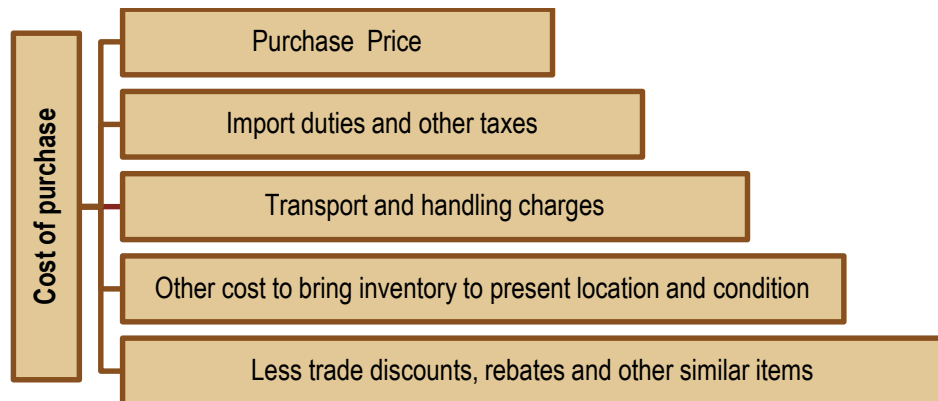 Cost of purchase
Purchase Price
Import duties and other taxes
Transport and handling charges
Other cost to bring inventory to present location and condition
Less trade discounts, rebates and other similar items